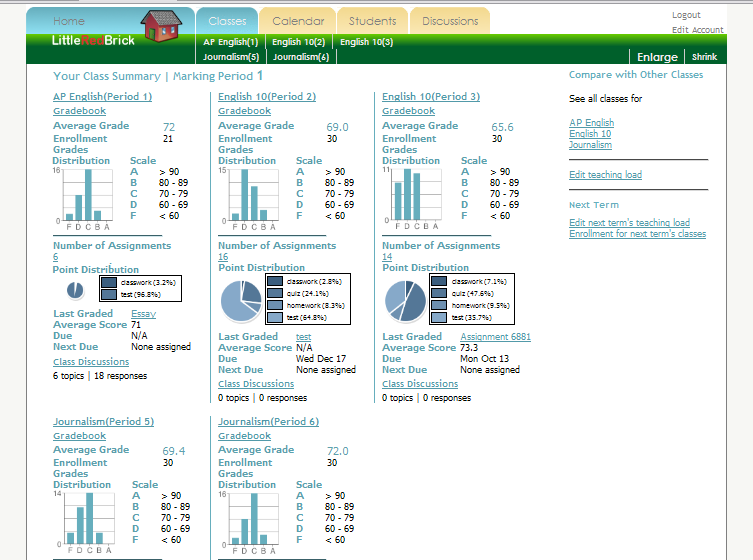 Home
Classes
Calendar
Students
Discussions
Logout
Edit Account
LittleRedBrick
AP English(1) English 10(2) English 10(3)
Journalism(5) Journalism(6)
Enlarge Shrink
Your Class Summary | Marking Period 1
AP English(Period 1)
Gradebook
Average Grade 72
Enrollment 21
Grades
Distribution Scale
16
0
F D C B A
A > 90
B 80 - 89
C 70 - 79
D 60 - 69
F < 60
Number of Assignments
6
Point Distribution
classwork (3.2%)
test (96.8%)
Last Graded Essay
Average Score 71
Due N/A
Next Due None assigned
Class Discussions
6 topics | 18 responses
English 10(Period 2)
Gradebook
Average Grade 69.0
Enrollment 30
Grades
Distribution Scale
15
0
F D C B A
A > 90
B 80 - 89
C 70 - 79
D 60 - 69
F < 60
Number of Assignments
16
Point Distribution
classwork (2.8%)
quiz (24.1%)
homework (8.3%)
test (64.8%)
Last Graded test
Average Score N/A
Due Wed Dec 17
Next Due None assigned
Class Discussions
0 topics | 0 responses
English 10(Period 3)
Gradebook
Average Grade 65.6
Enrollment 30
Grades
Distribution Scale
11
0
F D C B A
A > 90
B 80 - 89
C 70 - 79
D 60 - 69
F < 60
Number of Assignments
14
Point Distribution
classwork (7.1%)
quiz (47.6%)
homework (9.5%)
test (35.7%)
Last Graded Assignment 6881
Average Score 73.3
Due Mon Oct 13
Next Due None assigned
Class Discussions
0 topics | 0 responses
Compare with Other Classes
See all classes for
AP English
English 10
Journalism
Edit teaching load
Next Term
Edit next term's teaching load
Enrollment for next term's classes
Journalism(Period 5)
Gradebook
Average Grade 69.4
Enrollment 30
Grades
Distribution Scale
14
0
F D C B A
A > 90
B 80 - 89
C 70 - 79
D 60 - 69
F < 60
Journalism(Period 6)
Gradebook
Average Grade 72.0
Enrollment 30
Grades
Distribution Scale
16
0
F D C B A
A > 90
B 80 - 89
C 70 - 79
D 60 - 69
F < 60